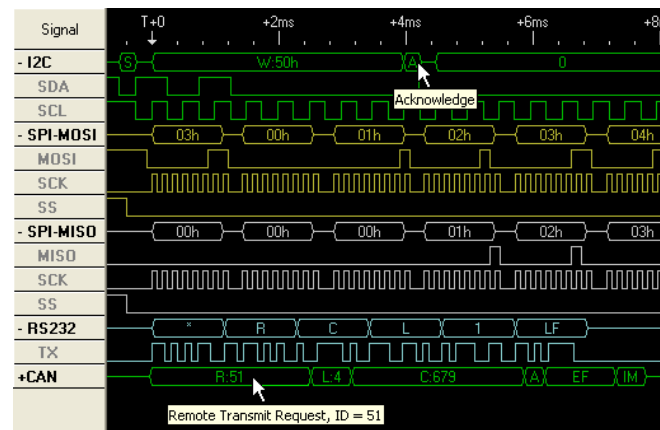 Signal T+0 +2ms +4ms +6ms +8
- I2C S W:50h A 0
SDA
Acknowledge
SCL
- SPI-MOSI 03h 00h 01h 02h 03h 04h
MOSI
SCK
SS
- SPI-MISO 00h 00h 00h 01h 02h 03h
MISO
SCK
SS
- RS232 * R C L 1 LF
TX
+CAN R:51 L:4 C:679 A EF IM
Remote Transmit Request, ID = 51